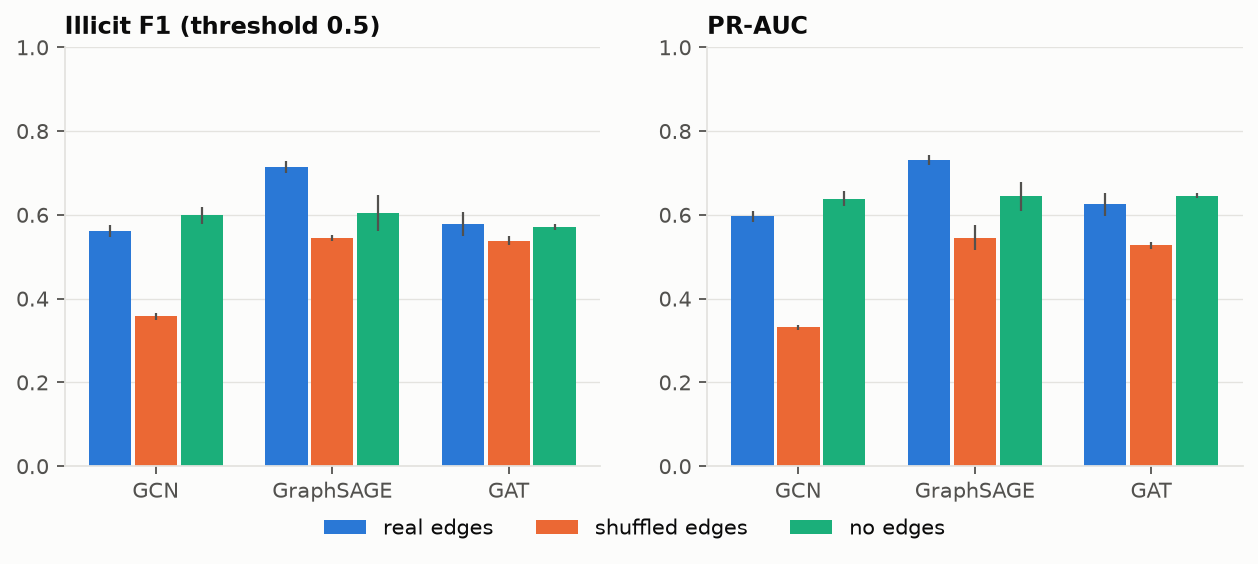 Illicit F1 (threshold 0.5)
1.0
0.8
0.6
0.4
0.2
0.0
GCN GraphSAGE GAT
PR-AUC
1.0
0.8
0.6
0.4
0.2
0.0
GCN GraphSAGE GAT
real edges shuffled edges no edges